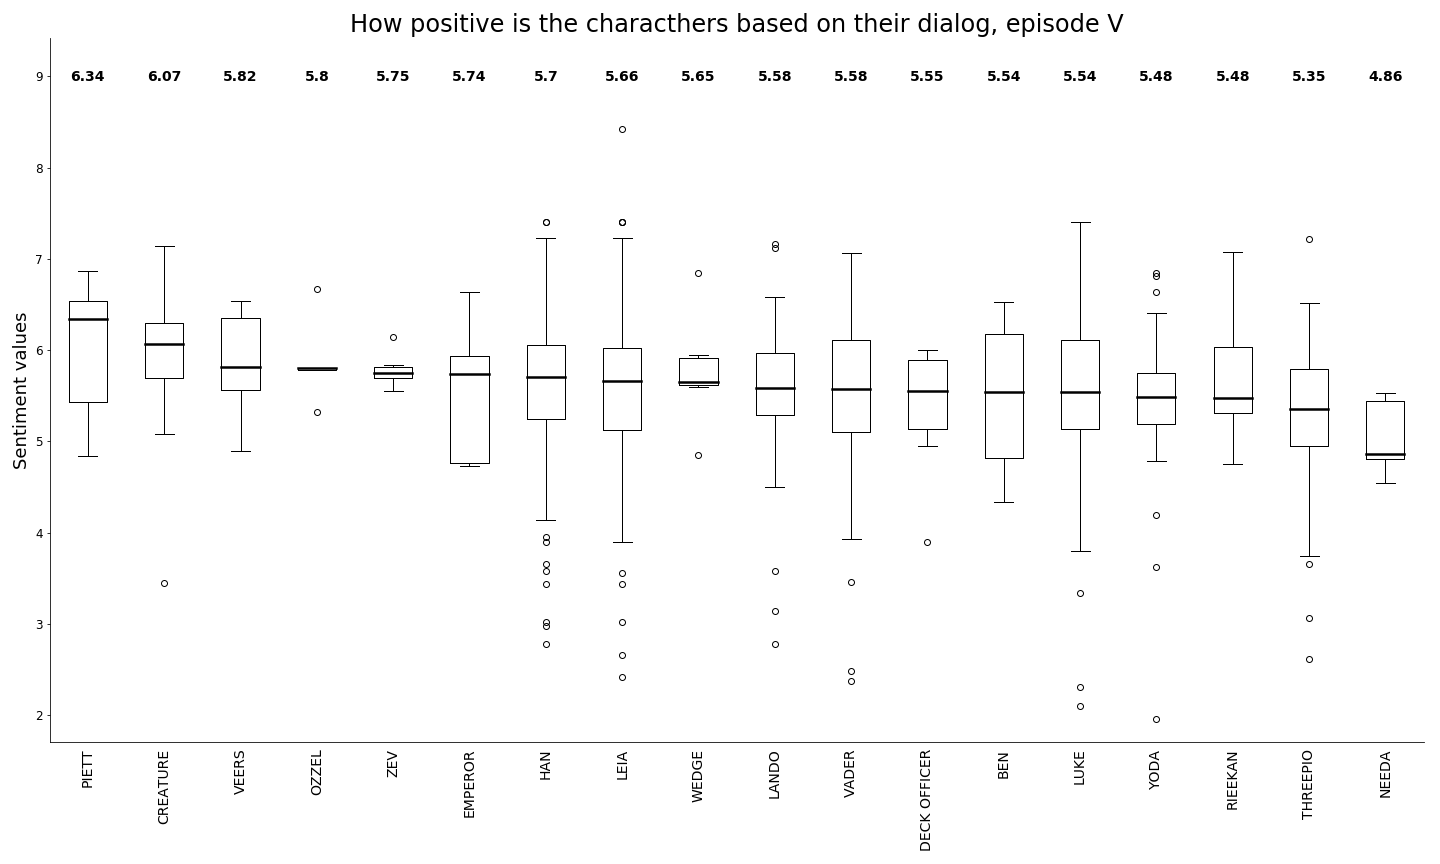 How positive is the characthers based on their dialog, episode V
6.34 6.07 5.82 5.8 5.75 5.74 5.7 5.66 5.65 5.58 5.58 5.55 5.54 5.54 5.48 5.48 5.35 4.86
Sentiment values
9
8
7
6
5
4
3
2
PIETT CREATURE VEERS OZZEL ZEV EMPEROR HAN LEIA WEDGE LANDO VADER DECK OFFICER BEN LUKE YODA RIEEKAN THREEPIO NEEDA